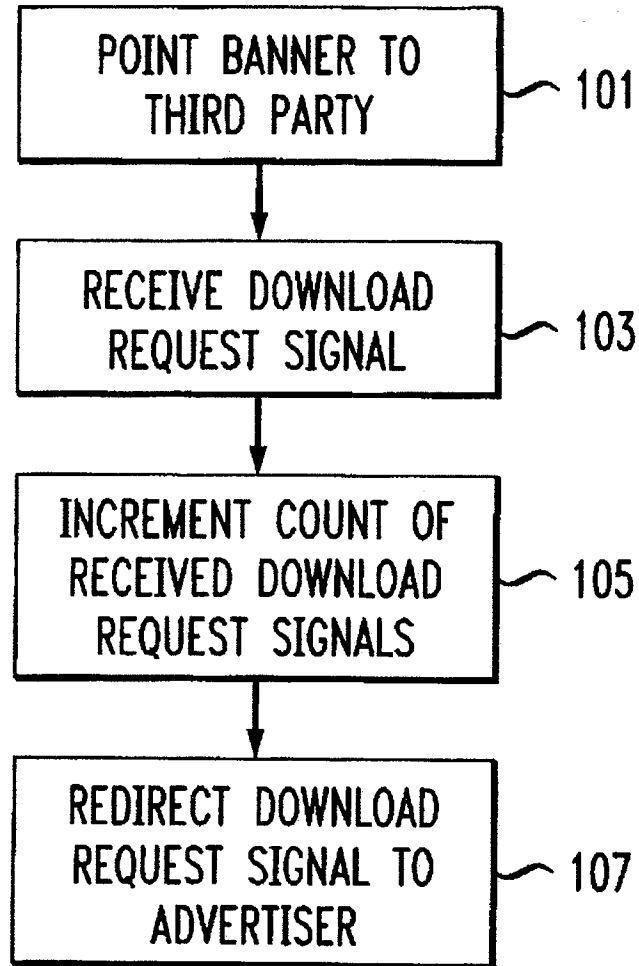 POINT BANNER TO
THIRD PARTY
101
RECEIVE DOWNLOAD
REQUEST SIGNAL
103
INCREMENT COUNT OF
RECEIVED DOWNLOAD
REQUEST SIGNALS
105
REDIRECT DOWNLOAD
REQUEST SIGNAL TO
ADVERTISER
107